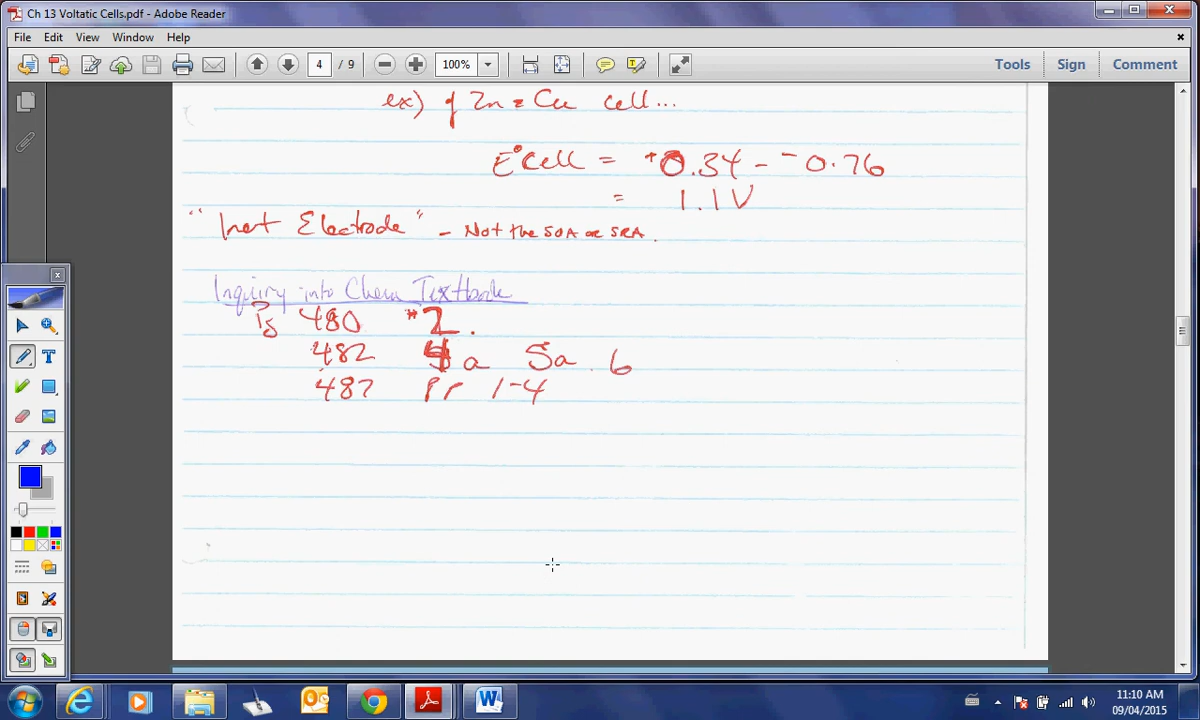 Ch 13 Voltatic Cells.pdf - Adobe Reader
File Edit View Window Help
4 / 9 100% Tools Sign Comment
ex) of Zn = Cu cell...
E°cell = +0.34 - -0.76
= 1.1 V
"Inert Electrode" - Not the SOA or SRA.
Inquiry into Chem Textbook
Pg 480 #2.
482 4a 5a. 6
487 Pr 1-4
11:10 AM
09/04/2015